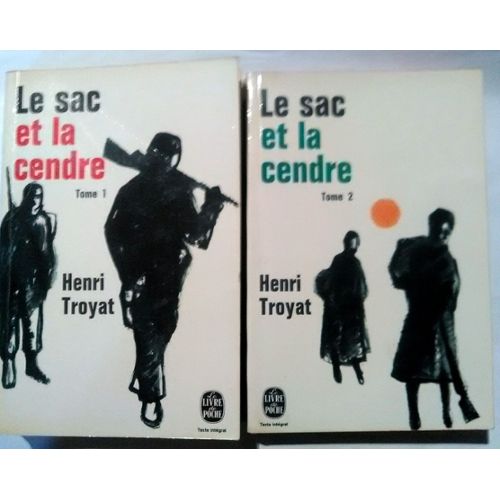 Le sac
et la
cendre
Tome 1
Henri
Troyat
Le
LIVRE
de
POCHE
Texte intégral
Le sac
et la
cendre
Tome 2
Henri
Troyat
Le
LIVRE
de
POCHE
Texte intégral